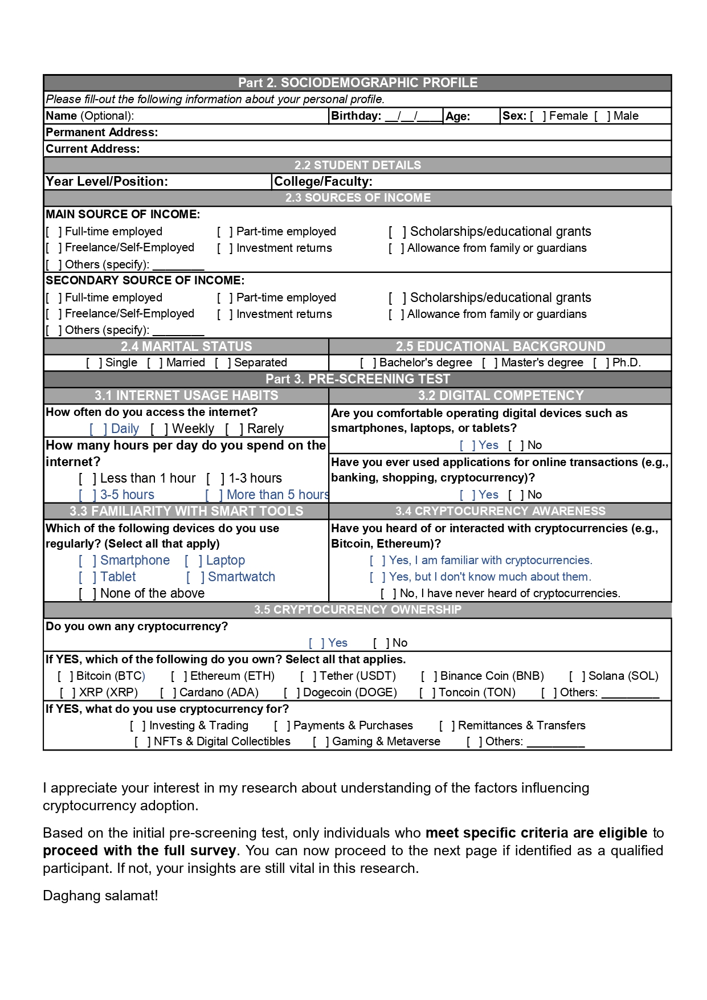 Part 2. SOCIODEMOGRAPHIC PROFILE
Please fill-out the following information about your personal profile.
Name (Optional): Birthday: __/__/____ Age: Sex: [ ] Female [ ] Male
Permanent Address:
Current Address:
2.2 STUDENT DETAILS
Year Level/Position: College/Faculty:
2.3 SOURCES OF INCOME
MAIN SOURCE OF INCOME:
[ ] Full-time employed [ ] Part-time employed [ ] Scholarships/educational grants
[ ] Freelance/Self-Employed [ ] Investment returns [ ] Allowance from family or guardians
[ ] Others (specify): ________
SECONDARY SOURCE OF INCOME:
[ ] Full-time employed [ ] Part-time employed [ ] Scholarships/educational grants
[ ] Freelance/Self-Employed [ ] Investment returns [ ] Allowance from family or guardians
[ ] Others (specify): ________
2.4 MARITAL STATUS
[ ] Single [ ] Married [ ] Separated
2.5 EDUCATIONAL BACKGROUND
[ ] Bachelor's degree [ ] Master's degree [ ] Ph.D.
Part 3. PRE-SCREENING TEST
3.1 INTERNET USAGE HABITS
How often do you access the internet?
[ ] Daily [ ] Weekly [ ] Rarely
How many hours per day do you spend on the
internet?
[ ] Less than 1 hour [ ] 1-3 hours
[ ] 3-5 hours [ ] More than 5 hours
3.2 DIGITAL COMPETENCY
Are you comfortable operating digital devices such as
smartphones, laptops, or tablets?
[ ] Yes [ ] No
Have you ever used applications for online transactions (e.g.,
banking, shopping, cryptocurrency)?
[ ] Yes [ ] No
3.3 FAMILIARITY WITH SMART TOOLS
Which of the following devices do you use
regularly? (Select all that apply)
[ ] Smartphone [ ] Laptop
[ ] Tablet [ ] Smartwatch
[ ] None of the above
3.4 CRYPTOCURRENCY AWARENESS
Have you heard of or interacted with cryptocurrencies (e.g.,
Bitcoin, Ethereum)?
[ ] Yes, I am familiar with cryptocurrencies.
[ ] Yes, but I don't know much about them.
[ ] No, I have never heard of cryptocurrencies.
3.5 CRYPTOCURRENCY OWNERSHIP
Do you own any cryptocurrency?
[ ] Yes [ ] No
If YES, which of the following do you own? Select all that applies.
[ ] Bitcoin (BTC) [ ] Ethereum (ETH) [ ] Tether (USDT) [ ] Binance Coin (BNB) [ ] Solana (SOL)
[ ] XRP (XRP) [ ] Cardano (ADA) [ ] Dogecoin (DOGE) [ ] Toncoin (TON) [ ] Others: _________
If YES, what do you use cryptocurrency for?
[ ] Investing & Trading [ ] Payments & Purchases [ ] Remittances & Transfers
[ ] NFTs & Digital Collectibles [ ] Gaming & Metaverse [ ] Others: _________
I appreciate your interest in my research about understanding of the factors influencing
cryptocurrency adoption.
Based on the initial pre-screening test, only individuals who meet specific criteria are eligible to
proceed with the full survey. You can now proceed to the next page if identified as a qualified
participant. If not, your insights are still vital in this research.
Daghang salamat!